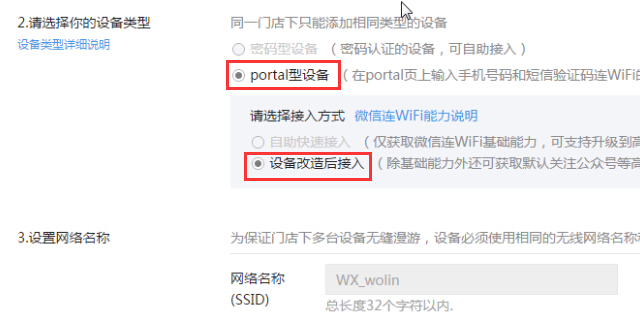 2.请选择你的设备类型
同一门店下只能添加相同类型的设备
设备类型详细说明
密码型设备 （密码认证的设备，可自助接入）
portal型设备 （在portal页上输入手机号码和短信验证码连WiFi的
请选择接入方式 微信连WiFi能力说明
自助快速接入 （仅获取微信连WiFi基础能力，可支持升级到高
设备改造后接入 （除基础能力外还可获取默认关注公众号等高
3.设置网络名称
为保证门店下多台设备无缝漫游，设备必须使用相同的无线网络名称
网络名称
(SSID)
WX_wolin
总长度32个字符以内.